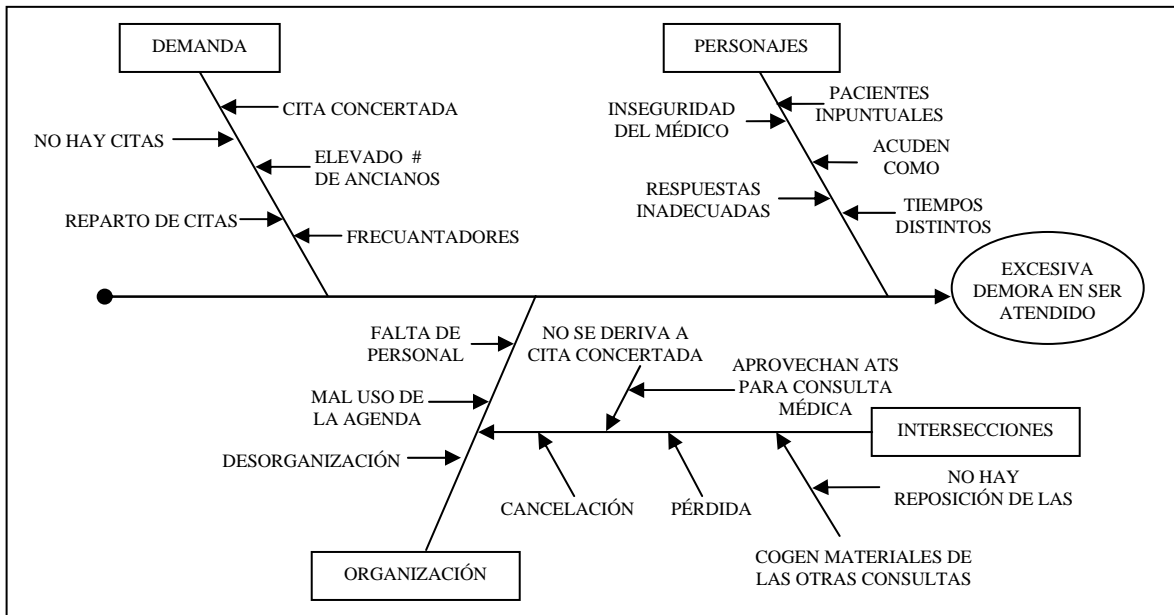 DEMANDA
PERSONAJES
CITA CONCERTADA
NO HAY CITAS
ELEVADO #
DE ANCIANOS
REPARTO DE CITAS
FRECUANTADORES
INSEGURIDAD
DEL MÉDICO
PACIENTES
INPUNTUALES
ACUDEN
COMO
RESPUESTAS
INADECUADAS
TIEMPOS
DISTINTOS
EXCESIVA
DEMORA EN SER
ATENDIDO
FALTA DE
PERSONAL
NO SE DERIVA A
CITA CONCERTADA
APROVECHAN ATS
PARA CONSULTA
MÉDICA
MAL USO DE
LA AGENDA
INTERSECCIONES
DESORGANIZACIÓN
CANCELACIÓN
PÉRDIDA
NO HAY
REPOSICIÓN DE LAS
COGEN MATERIALES DE
LAS OTRAS CONSULTAS
ORGANIZACIÓN